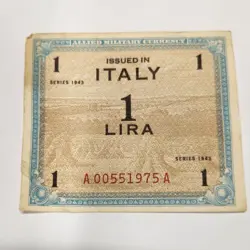 ALLIED MILITARY CURRENCY
1 ISSUED IN 1
ITALY
SERIES 1943
1
LIRA
SERIES 1943
1 A 00551975 A 1